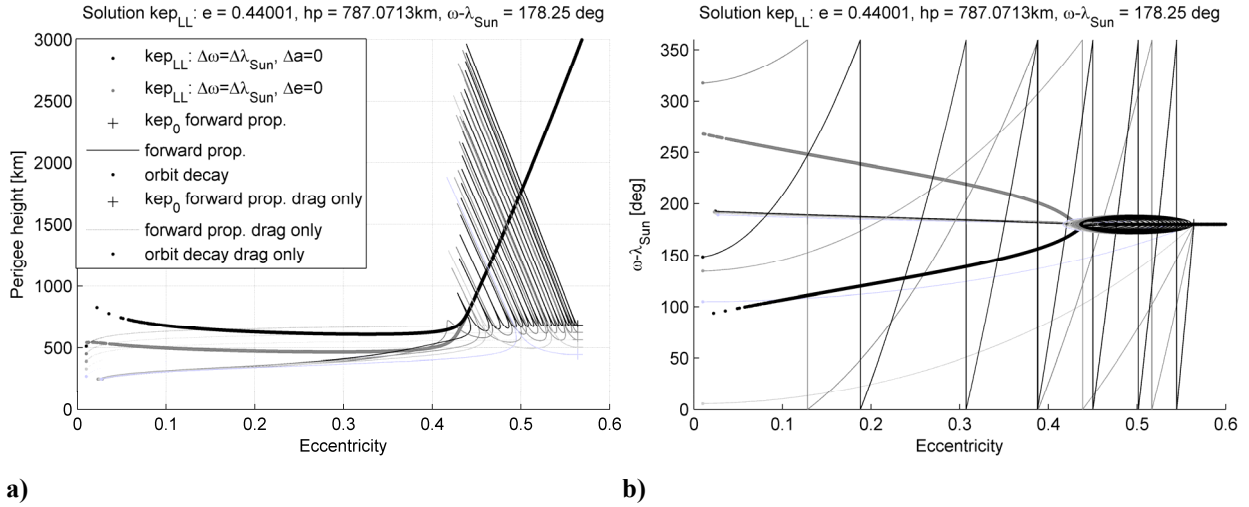 Solution kep_LL: e = 0.44001, hp = 787.0713km, ω-λ_Sun = 178.25 deg
3000
2500
2000
1500
1000
500
0
Perigee height [km]
kep_LL: Δω=Δλ_Sun, Δa=0
kep_LL: Δω=Δλ_Sun, Δe=0
kep_0 forward prop.
forward prop.
orbit decay
kep_0 forward prop. drag only
forward prop. drag only
orbit decay drag only
0 0.1 0.2 0.3 0.4 0.5 0.6
Eccentricity
a)
Solution kep_LL: e = 0.44001, hp = 787.0713km, ω-λ_Sun = 178.25 deg
350
300
250
200
150
100
50
0
ω-λ_Sun [deg]
0 0.1 0.2 0.3 0.4 0.5 0.6
Eccentricity
b)